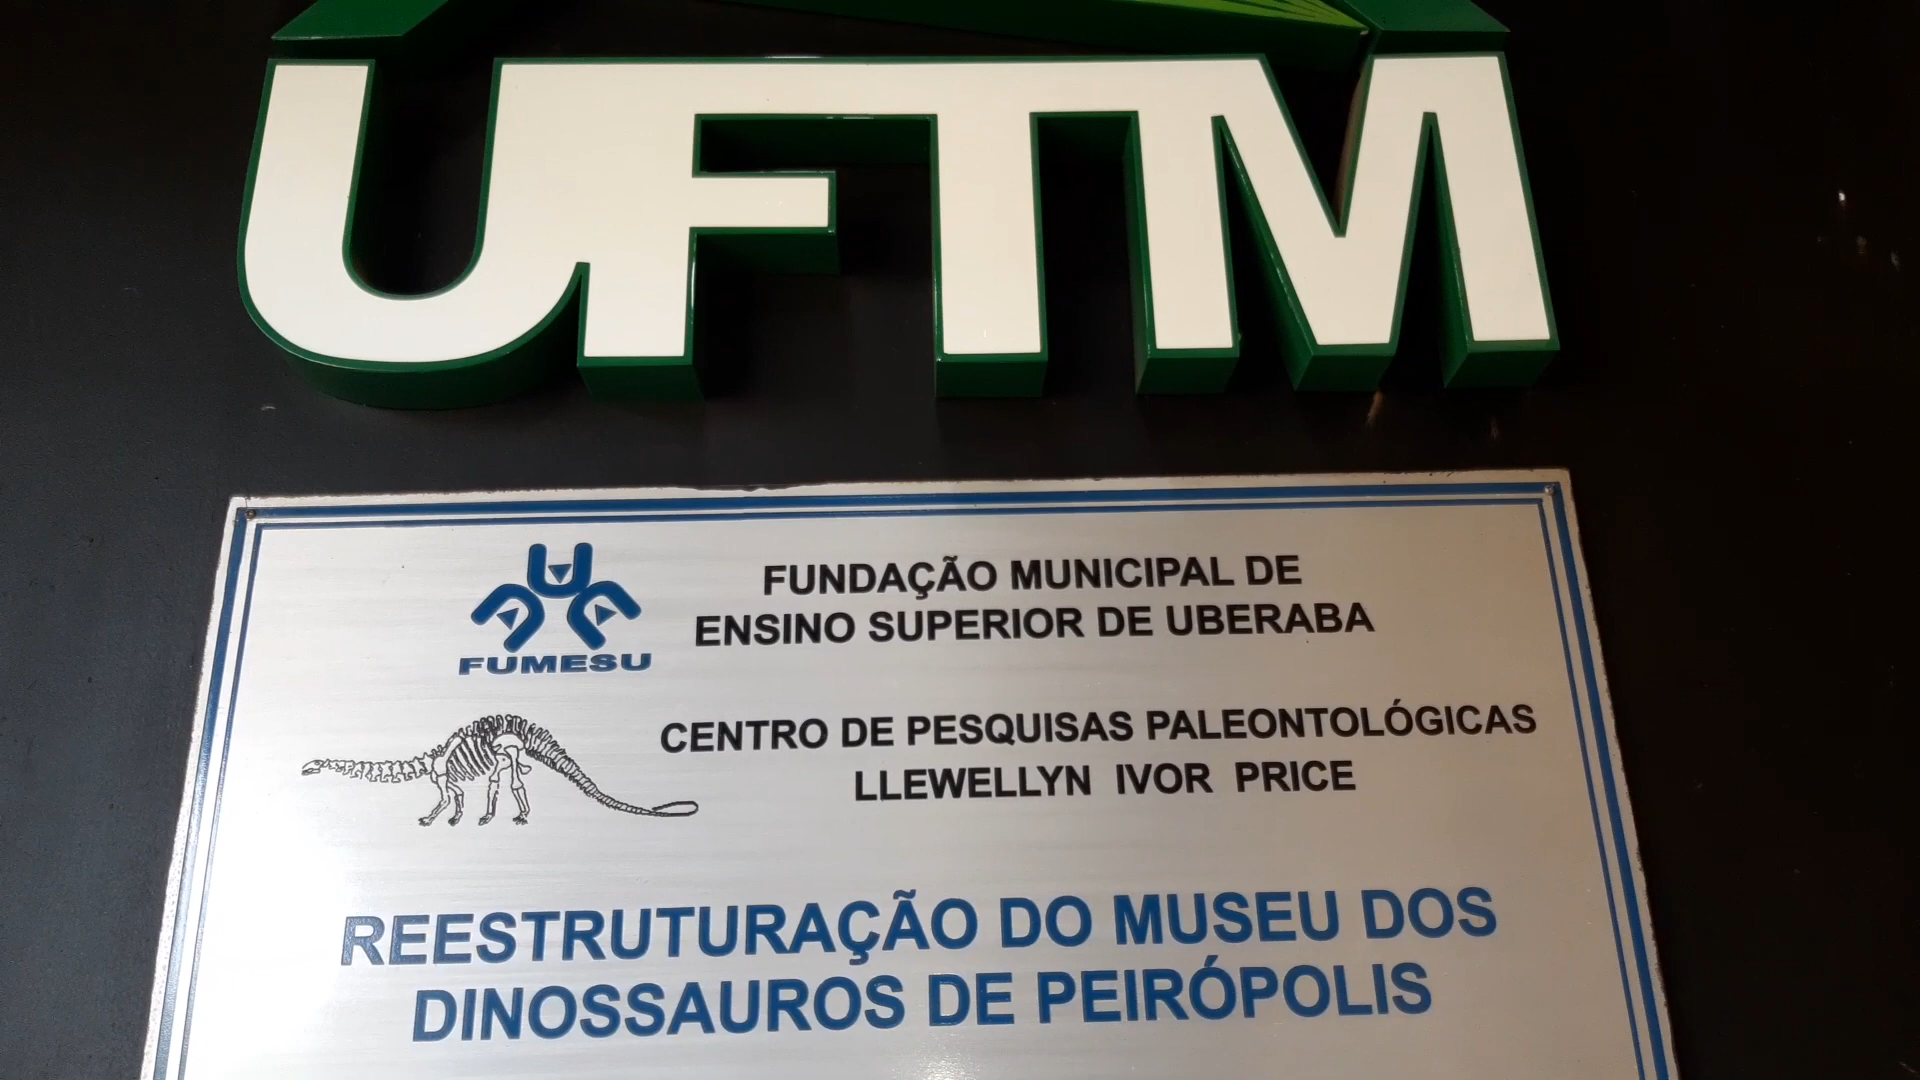 UFTM
FUNDAÇÃO MUNICIPAL DE
ENSINO SUPERIOR DE UBERABA
FUMESU
CENTRO DE PESQUISAS PALEONTOLÓGICAS
LLEWELLYN IVOR PRICE
REESTRUTURAÇÃO DO MUSEU DOS
DINOSSAUROS DE PEIRÓPOLIS